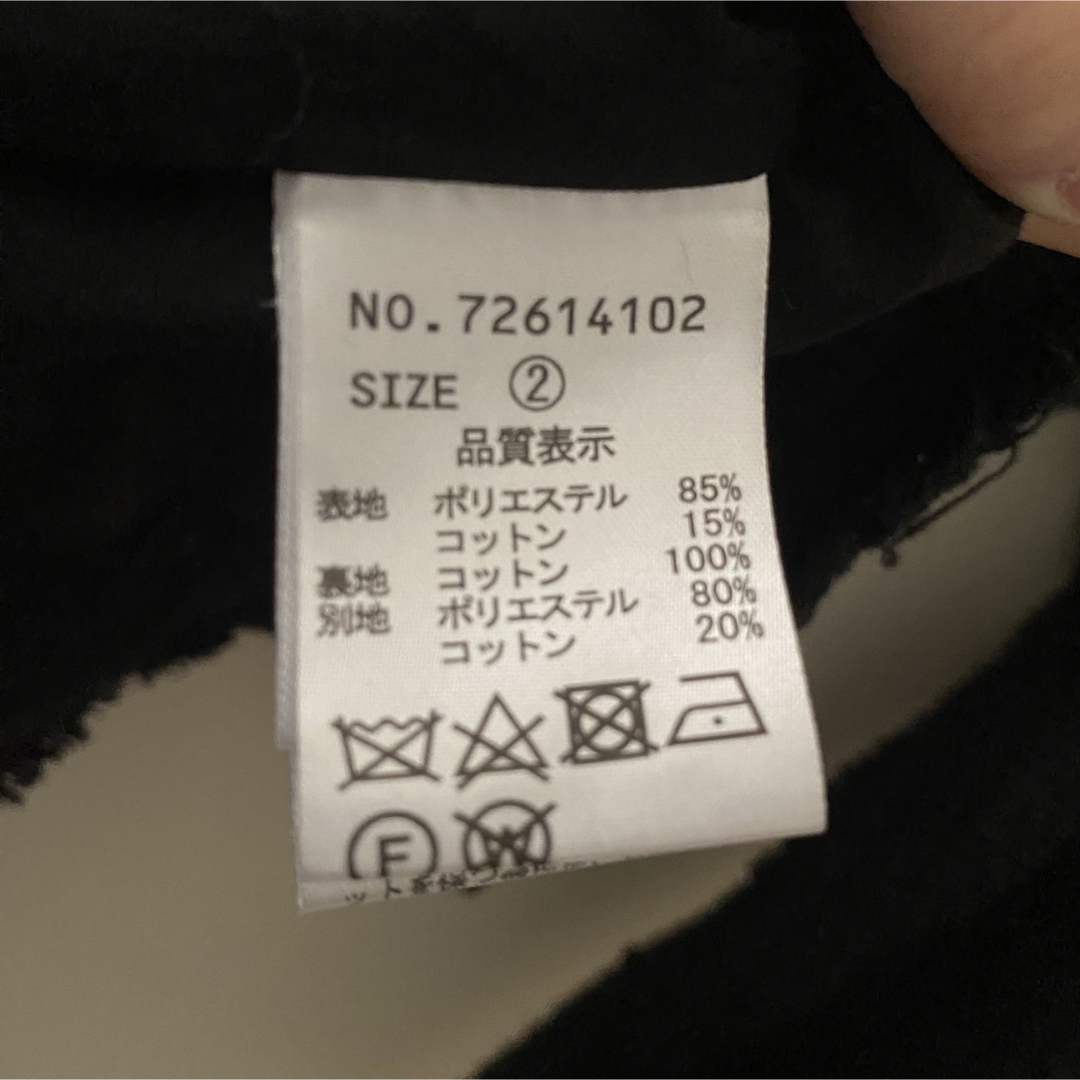 NO.72614102
SIZE ②
品質表示
表地 ポリエステル 85%
コットン 15%
裏地 コットン 100%
別地 ポリエステル 80%
コットン 20%
F W